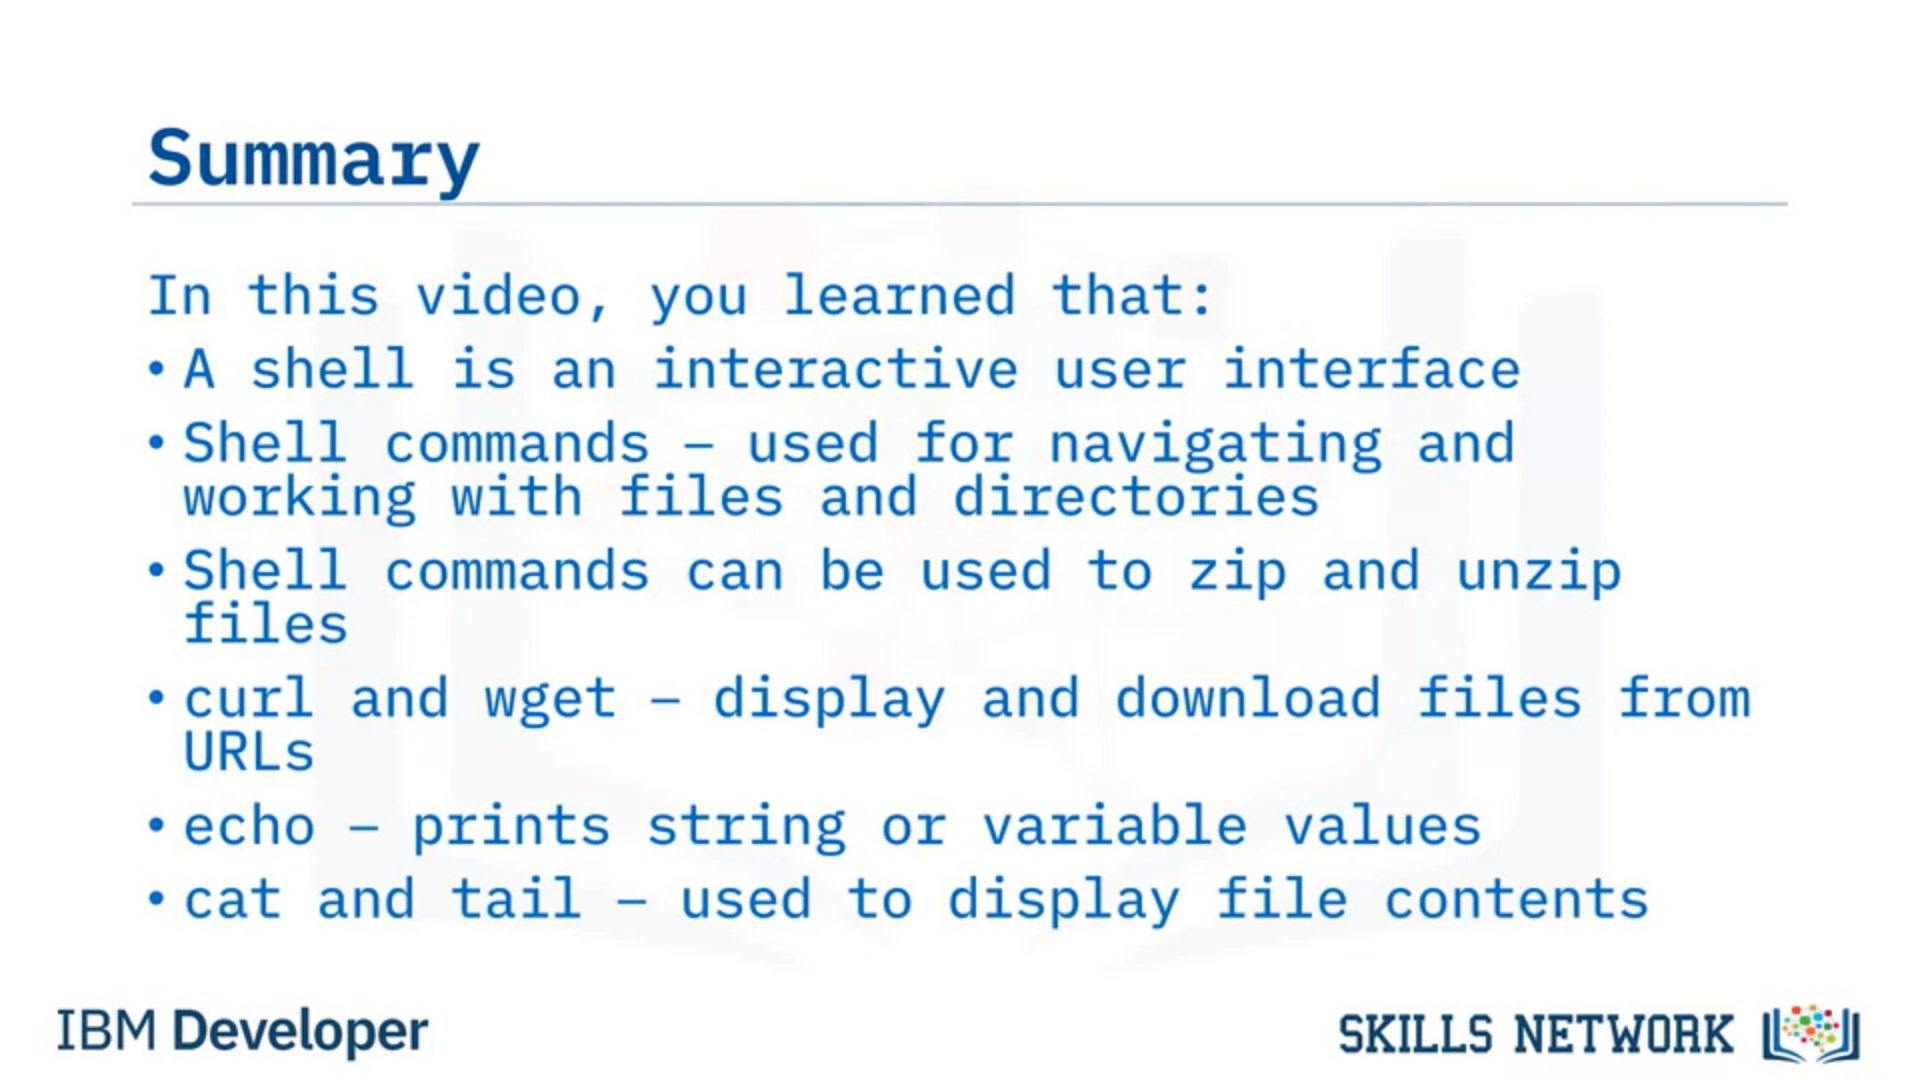 Summary
In this video, you learned that:
• A shell is an interactive user interface
• Shell commands – used for navigating and
working with files and directories
• Shell commands can be used to zip and unzip
files
• curl and wget – display and download files from
URLs
• echo – prints string or variable values
• cat and tail – used to display file contents
IBM Developer
SKILLS NETWORK